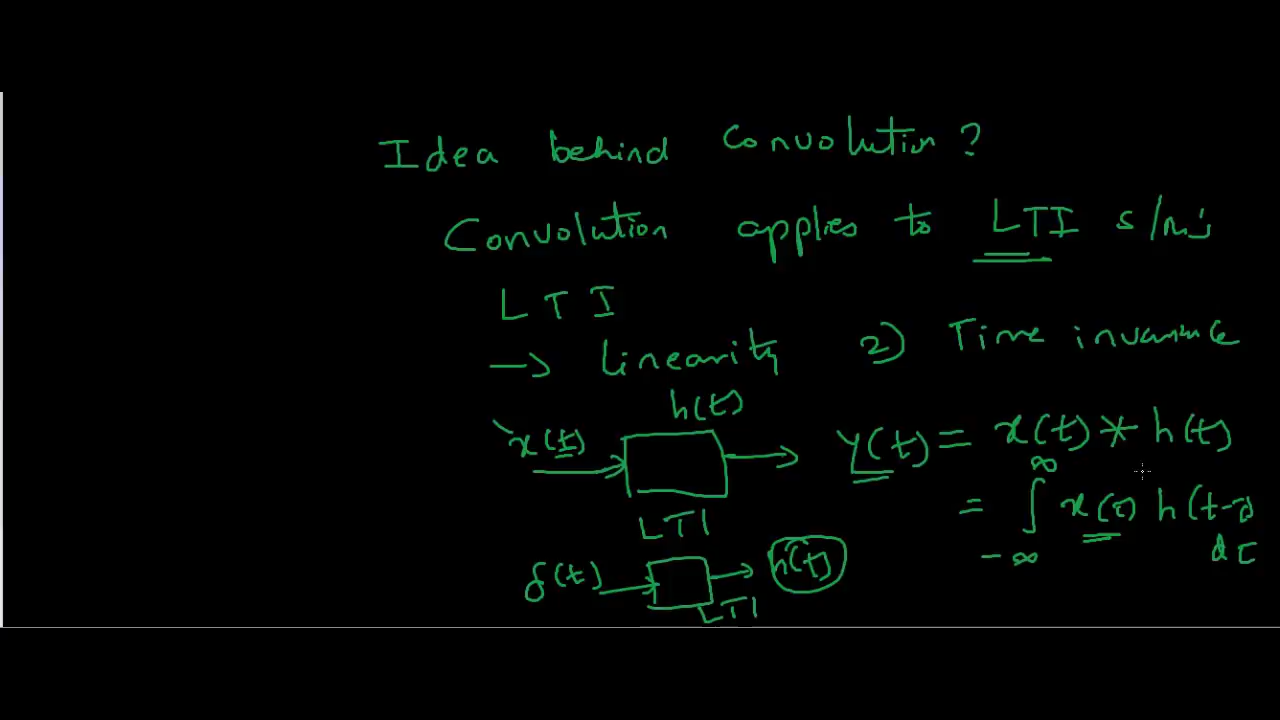 Idea behind Convolution ?
Convolution applies to LTI s/m's
LTI
→ linearity 2) Time invariance
h(t)
x(t) → y(t) = x(t) * h(t)
LTI
= ∫_{-∞}^{∞} x(τ) h(t-τ) dτ
δ(t) → h(t)
LTI